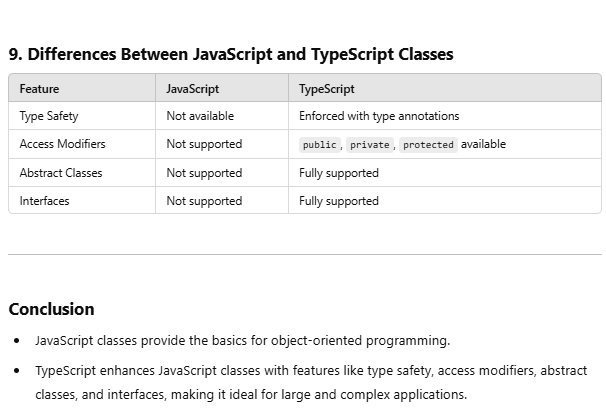 9. Differences Between JavaScript and TypeScript Classes
Feature JavaScript TypeScript
Type Safety Not available Enforced with type annotations
Access Modifiers Not supported public, private, protected available
Abstract Classes Not supported Fully supported
Interfaces Not supported Fully supported
Conclusion
• JavaScript classes provide the basics for object-oriented programming.
• TypeScript enhances JavaScript classes with features like type safety, access modifiers, abstract
classes, and interfaces, making it ideal for large and complex applications.